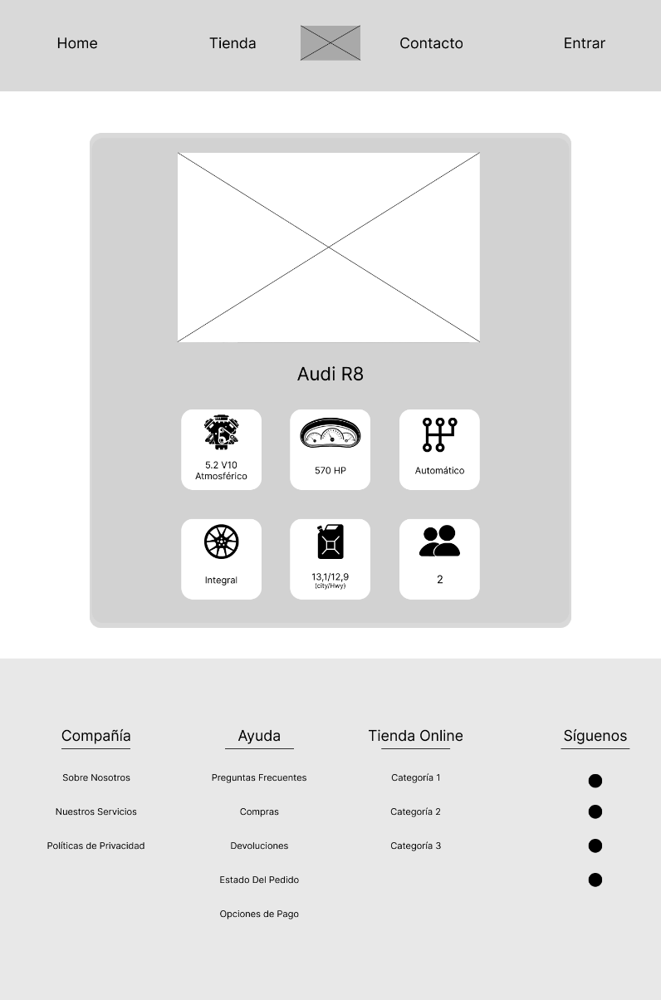 Home
Tienda
Contacto
Entrar
Audi R8
5.2 V10
Atmosférico
570 HP
Automático
Integral
13,1/12,9
(city/Hwy)
2
Compañía
Sobre Nosotros
Nuestros Servicios
Políticas de Privacidad
Ayuda
Preguntas Frecuentes
Compras
Devoluciones
Estado Del Pedido
Opciones de Pago
Tienda Online
Categoría 1
Categoría 2
Categoría 3
Síguenos